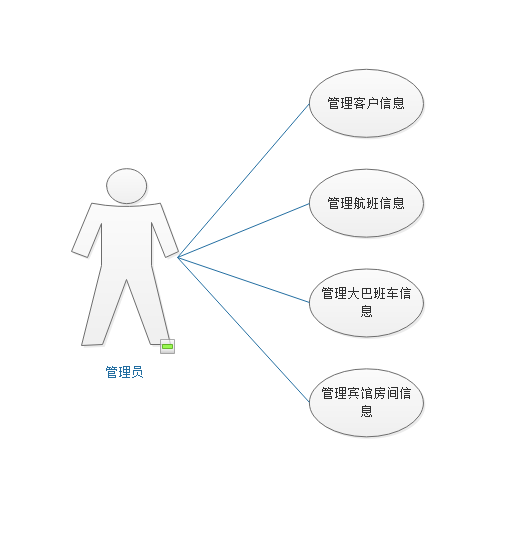 管理客户信息
管理航班信息
管理大巴班车信
息
管理宾馆房间信
息
管理员